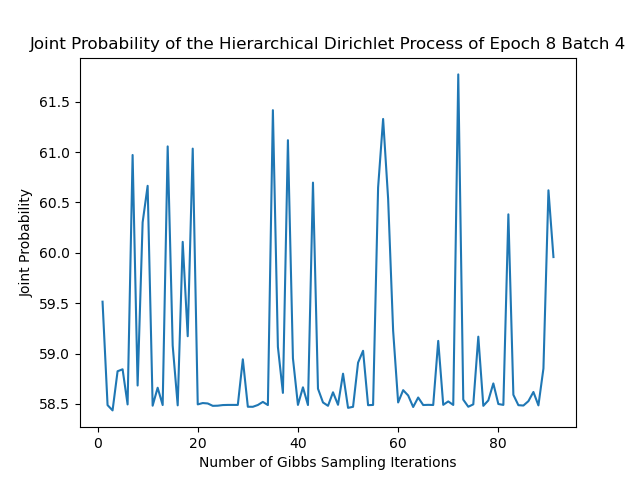 Joint Probability of the Hierarchical Dirichlet Process of Epoch 8 Batch 4
61.5
61.0
60.5
60.0
59.5
59.0
58.5
Joint Probability
0 20 40 60 80
Number of Gibbs Sampling Iterations